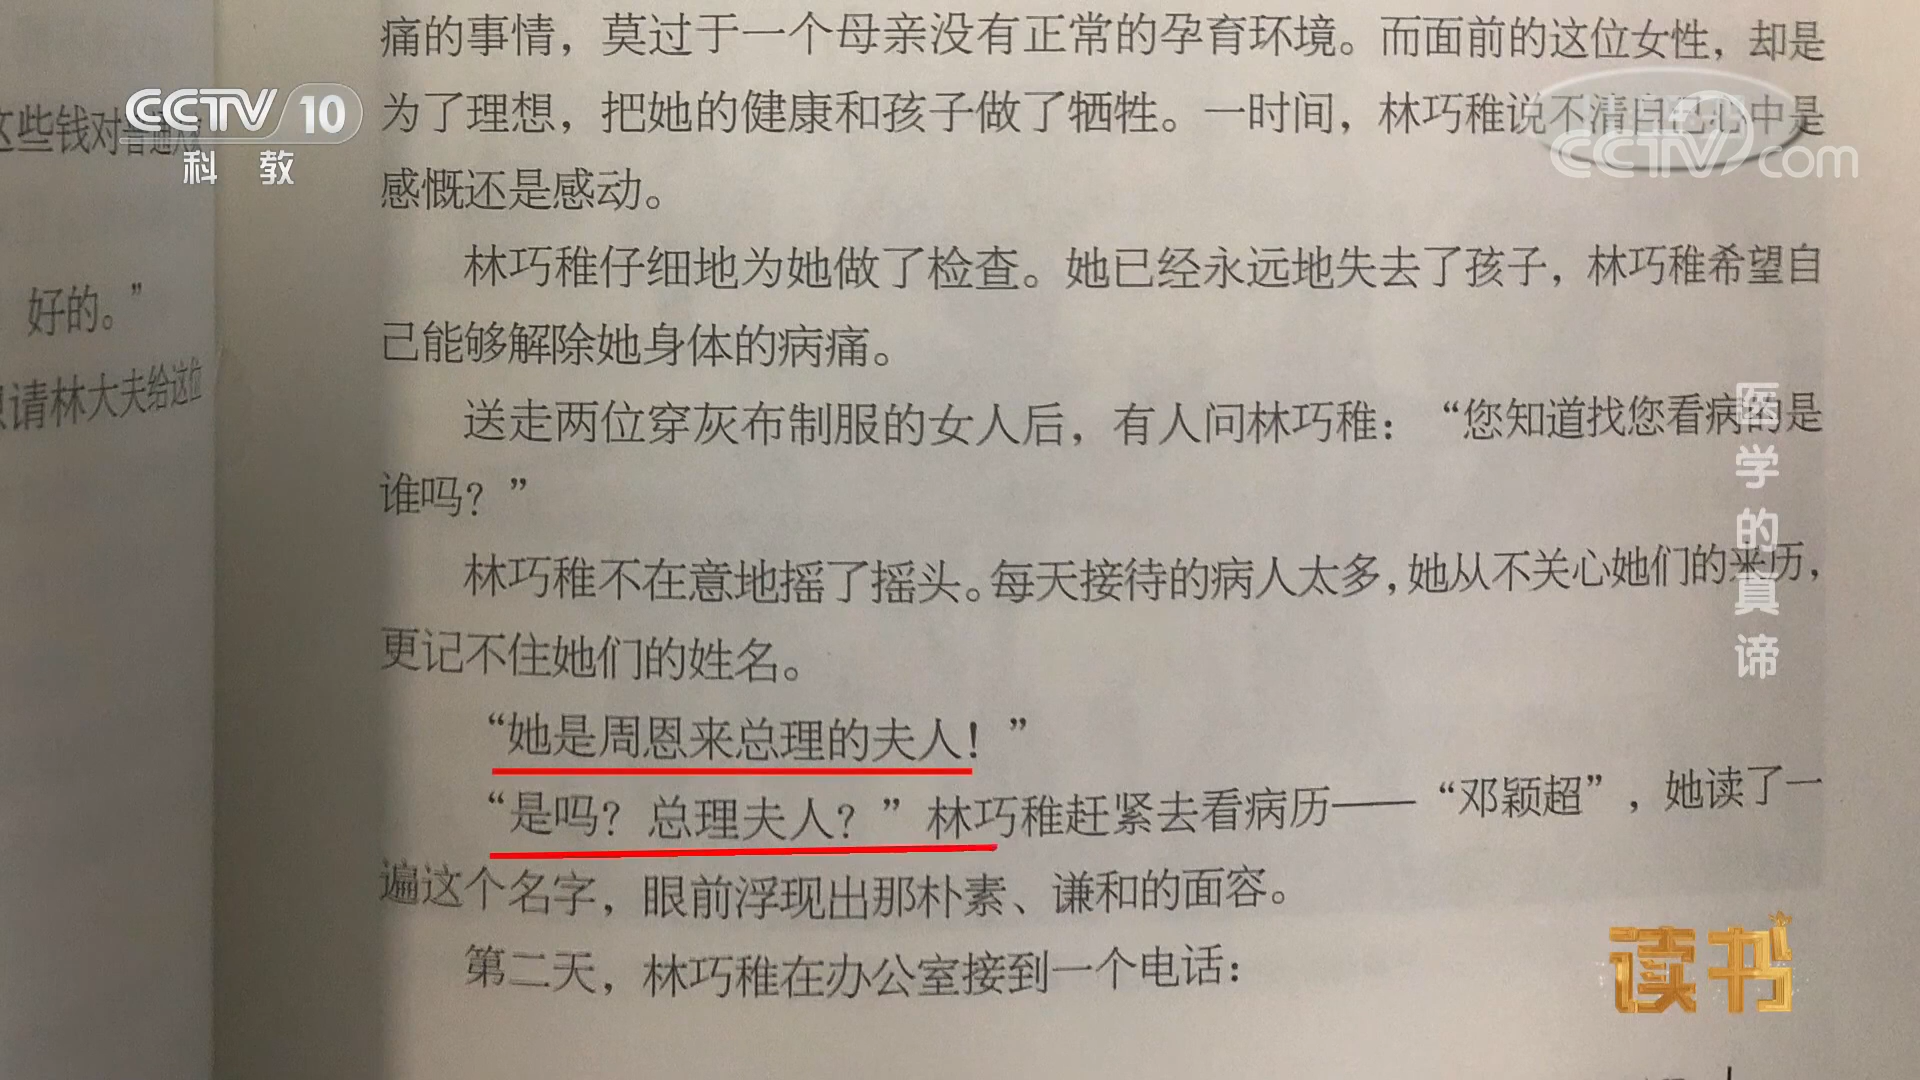 CCTV 10
科 教
CCTV com
这些钱对普通人家
好的。”
请林大夫给这位
痛的事情，莫过于一个母亲没有正常的孕育环境。而面前的这位女性，却是
为了理想，把她的健康和孩子做了牺牲。一时间，林巧稚说不清自己心中是
感慨还是感动。
林巧稚仔细地为她做了检查。她已经永远地失去了孩子，林巧稚希望自
己能够解除她身体的病痛。
送走两位穿灰布制服的女人后，有人问林巧稚：“您知道找您看病的是
谁吗？”
林巧稚不在意地摇了摇头。每天接待的病人太多，她从不关心她们的来历，
更记不住她们的姓名。
“她是周恩来总理的夫人！”
“是吗？总理夫人？”林巧稚赶紧去看病历——“邓颖超”，她读了一
遍这个名字，眼前浮现出那朴素、谦和的面容。
第二天，林巧稚在办公室接到一个电话：
医学的真谛
读书